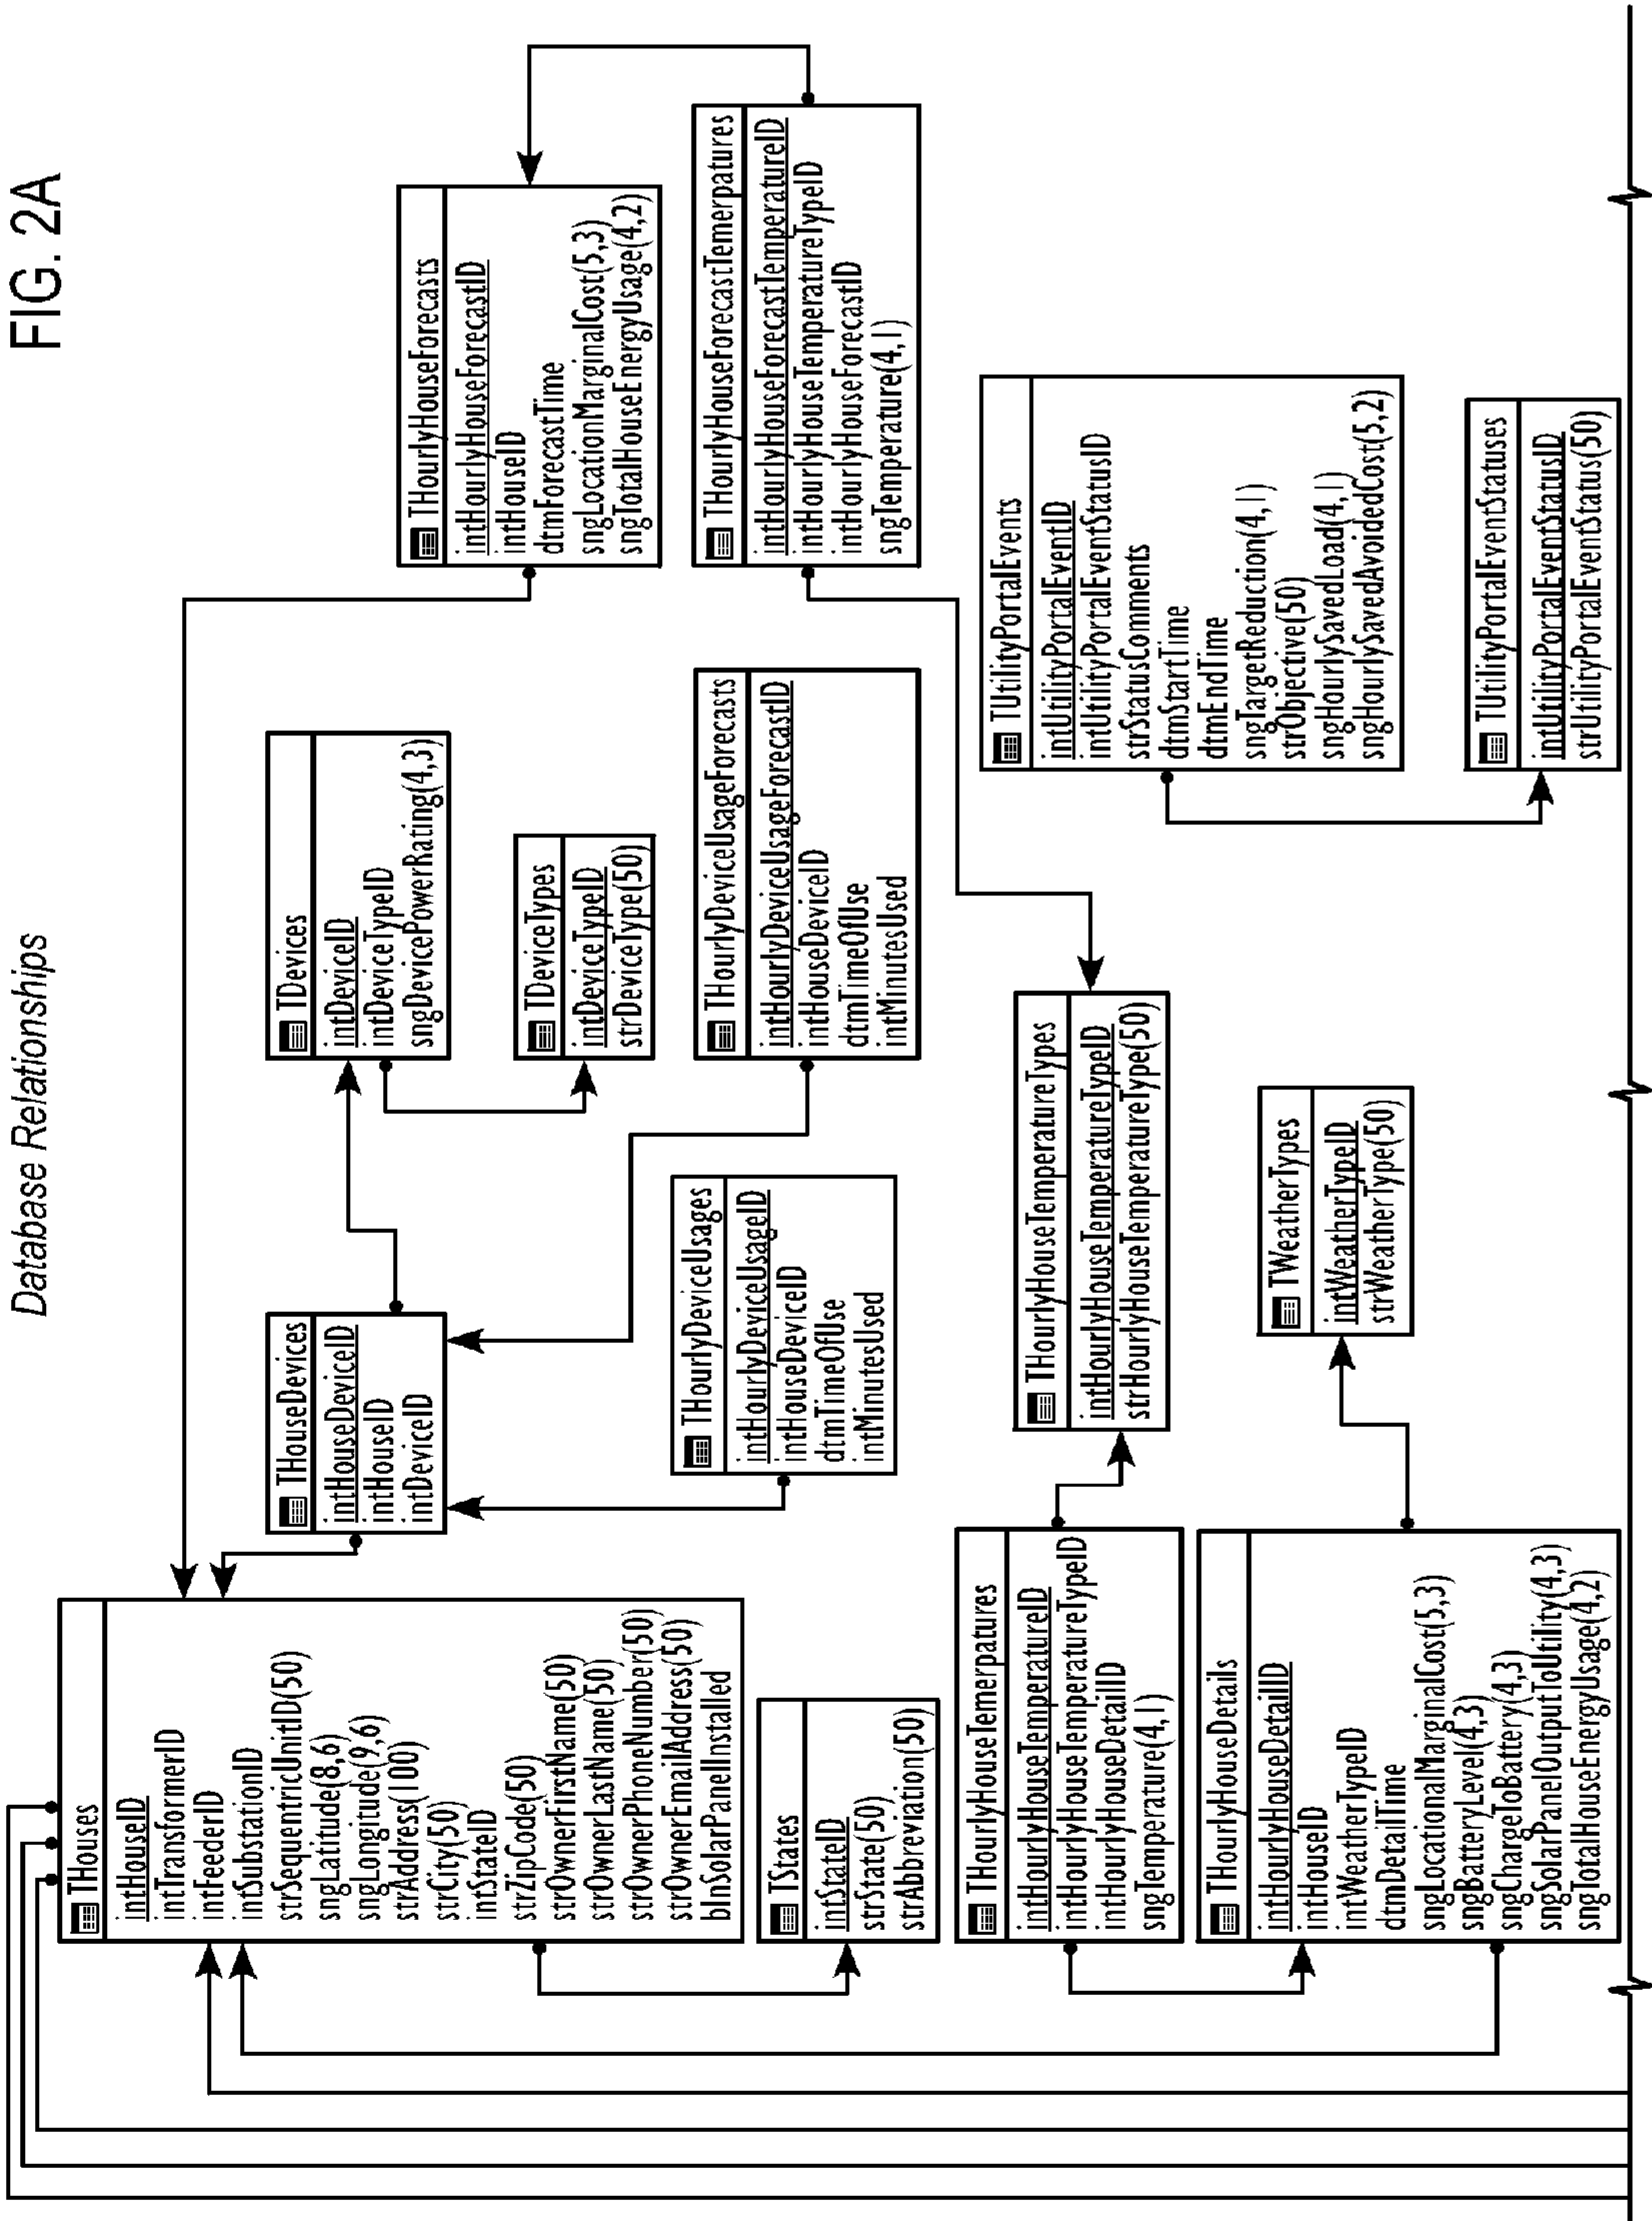 FIG. 2A
Database Relationships
THouses
intHouseID
intTransformerID
intFeederID
intSubstationID
strSequentricUnitID(50)
sngLatitude(8,6)
sngLongitude(9,6)
strAddress(100)
strCity(50)
intStateID
strZipCode(50)
strOwnerFirstName(50)
strOwnerLastName(50)
strOwnerPhoneNumber(50)
strOwnerEmailAddress(50)
blnSolarPanelInstalled
TStates
intStateID
strState(50)
strAbbreviation(50)
THourlyHouseTemerpatures
intHourlyHouseTemperatureID
intHourlyHouseTemperatureTypeID
intHourlyHouseDetailID
sngTemperature(4,1)
THourlyHouseDetails
intHourlyHouseDetailID
intHouseID
intWeatherTypeID
dtmDetailTime
sngLocationalMarginalCost(5,3)
sngBatteryLevel(4,3)
sngChargeToBattery(4,3)
sngSolarPanelOutputToUtility(4,3)
sngTotalHouseEnergyUsage(4,2)
THouseDevices
intHouseDeviceID
intHouseID
intDeviceID
THourlyDeviceUsages
intHourlyDeviceUsageID
intHouseDeviceID
dtmTimeOfUse
intMinutesUsed
THourlyHouseTemperatureTypes
intHourlyHouseTemperatureTypeID
strHourlyHouseTemperatureType(50)
TWeatherTypes
intWeatherTypeID
strWeatherType(50)
TDevices
intDeviceID
intDeviceTypeID
sngDevicePowerRating(4,3)
TDeviceTypes
intDeviceTypeID
strDeviceType(50)
THourlyDeviceUsageForecasts
intHourlyDeviceUsageForecastID
intHouseDeviceID
dtmTimeOfUse
intMinutesUsed
THourlyHouseForecasts
intHourlyHouseForecastID
intHouseID
dtmForecastTime
sngLocationMarginalCost(5,3)
sngTotalHouseEnergyUsage(4,2)
THourlyHouseForecastTemerpatures
intHourlyHouseForecastTemperatureID
intHourlyHouseTemperatureTypeID
intHourlyHouseForecastID
sngTemperature(4,1)
TUtilityPortalEvents
intUtilityPortalEventID
intUtilityPortalEventStatusID
strStatusComments
dtmStartTime
dtmEndTime
sngTargetReduction(4,1)
strObjective(50)
sngHourlySavedLoad(4,1)
sngHourlySavedAvoidedCost(5,2)
TUtilityPortalEventStatuses
intUtilityPortalEventStatusID
strUtilityPortalEventStatus(50)